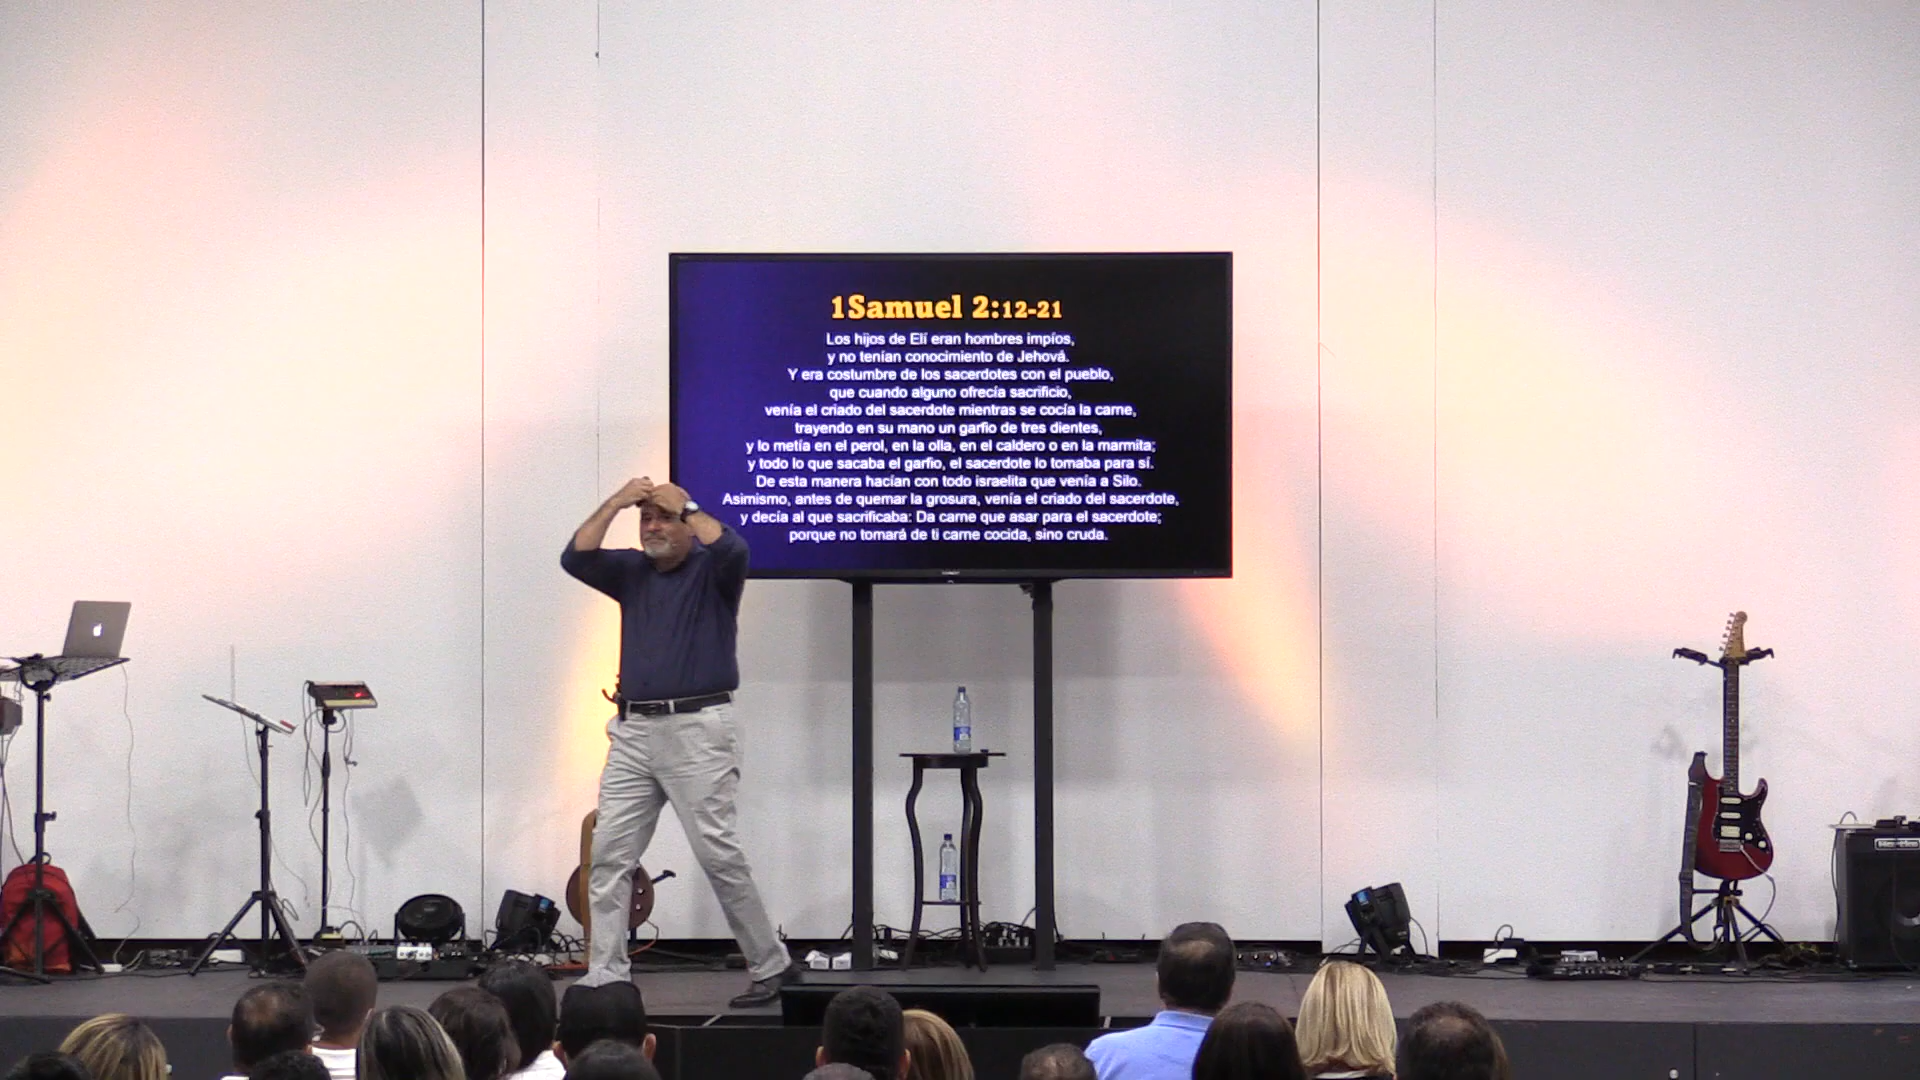 1Samuel 2:12-21
Los hijos de Elí eran hombres impíos,
y no tenían conocimiento de Jehová.
Y era costumbre de los sacerdotes con el pueblo,
que cuando alguno ofrecía sacrificio,
venía el criado del sacerdote mientras se cocía la carne,
trayendo en su mano un garfio de tres dientes,
y lo metía en el perol, en la olla, en el caldero o en la marmita;
y todo lo que sacaba el garfio, el sacerdote lo tomaba para sí.
De esta manera hacían con todo israelita que venía a Silo.
Asimismo, antes de quemar la grosura, venía el criado del sacerdote,
y decía al que sacrificaba: Da carne que asar para el sacerdote;
porque no tomará de ti carne cocida, sino cruda.